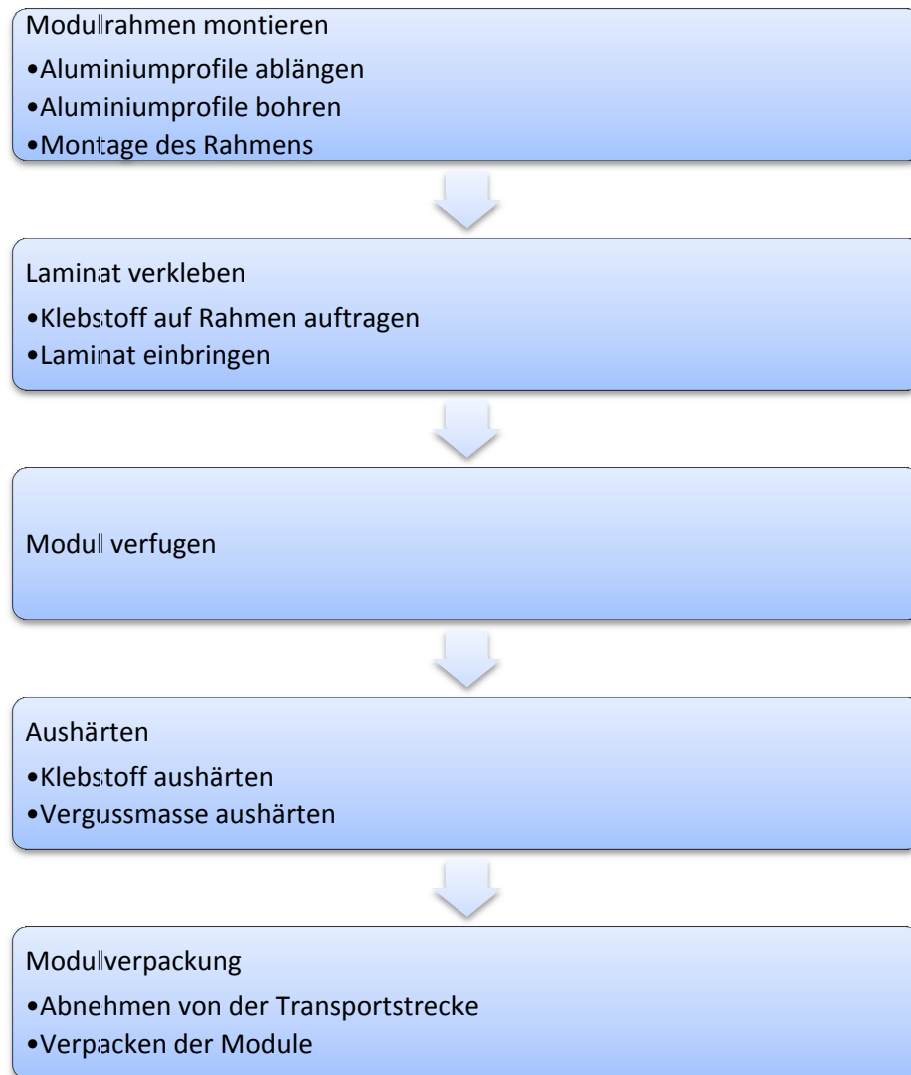 Modulrahmen montieren
•Aluminiumprofile ablängen
•Aluminiumprofile bohren
•Montage des Rahmens
Laminat verkleben
•Klebstoff auf Rahmen auftragen
•Laminat einbringen
Modul verfugen
Aushärten
•Klebstoff aushärten
•Vergussmasse aushärten
Modulverpackung
•Abnehmen von der Transportstrecke
•Verpacken der Module